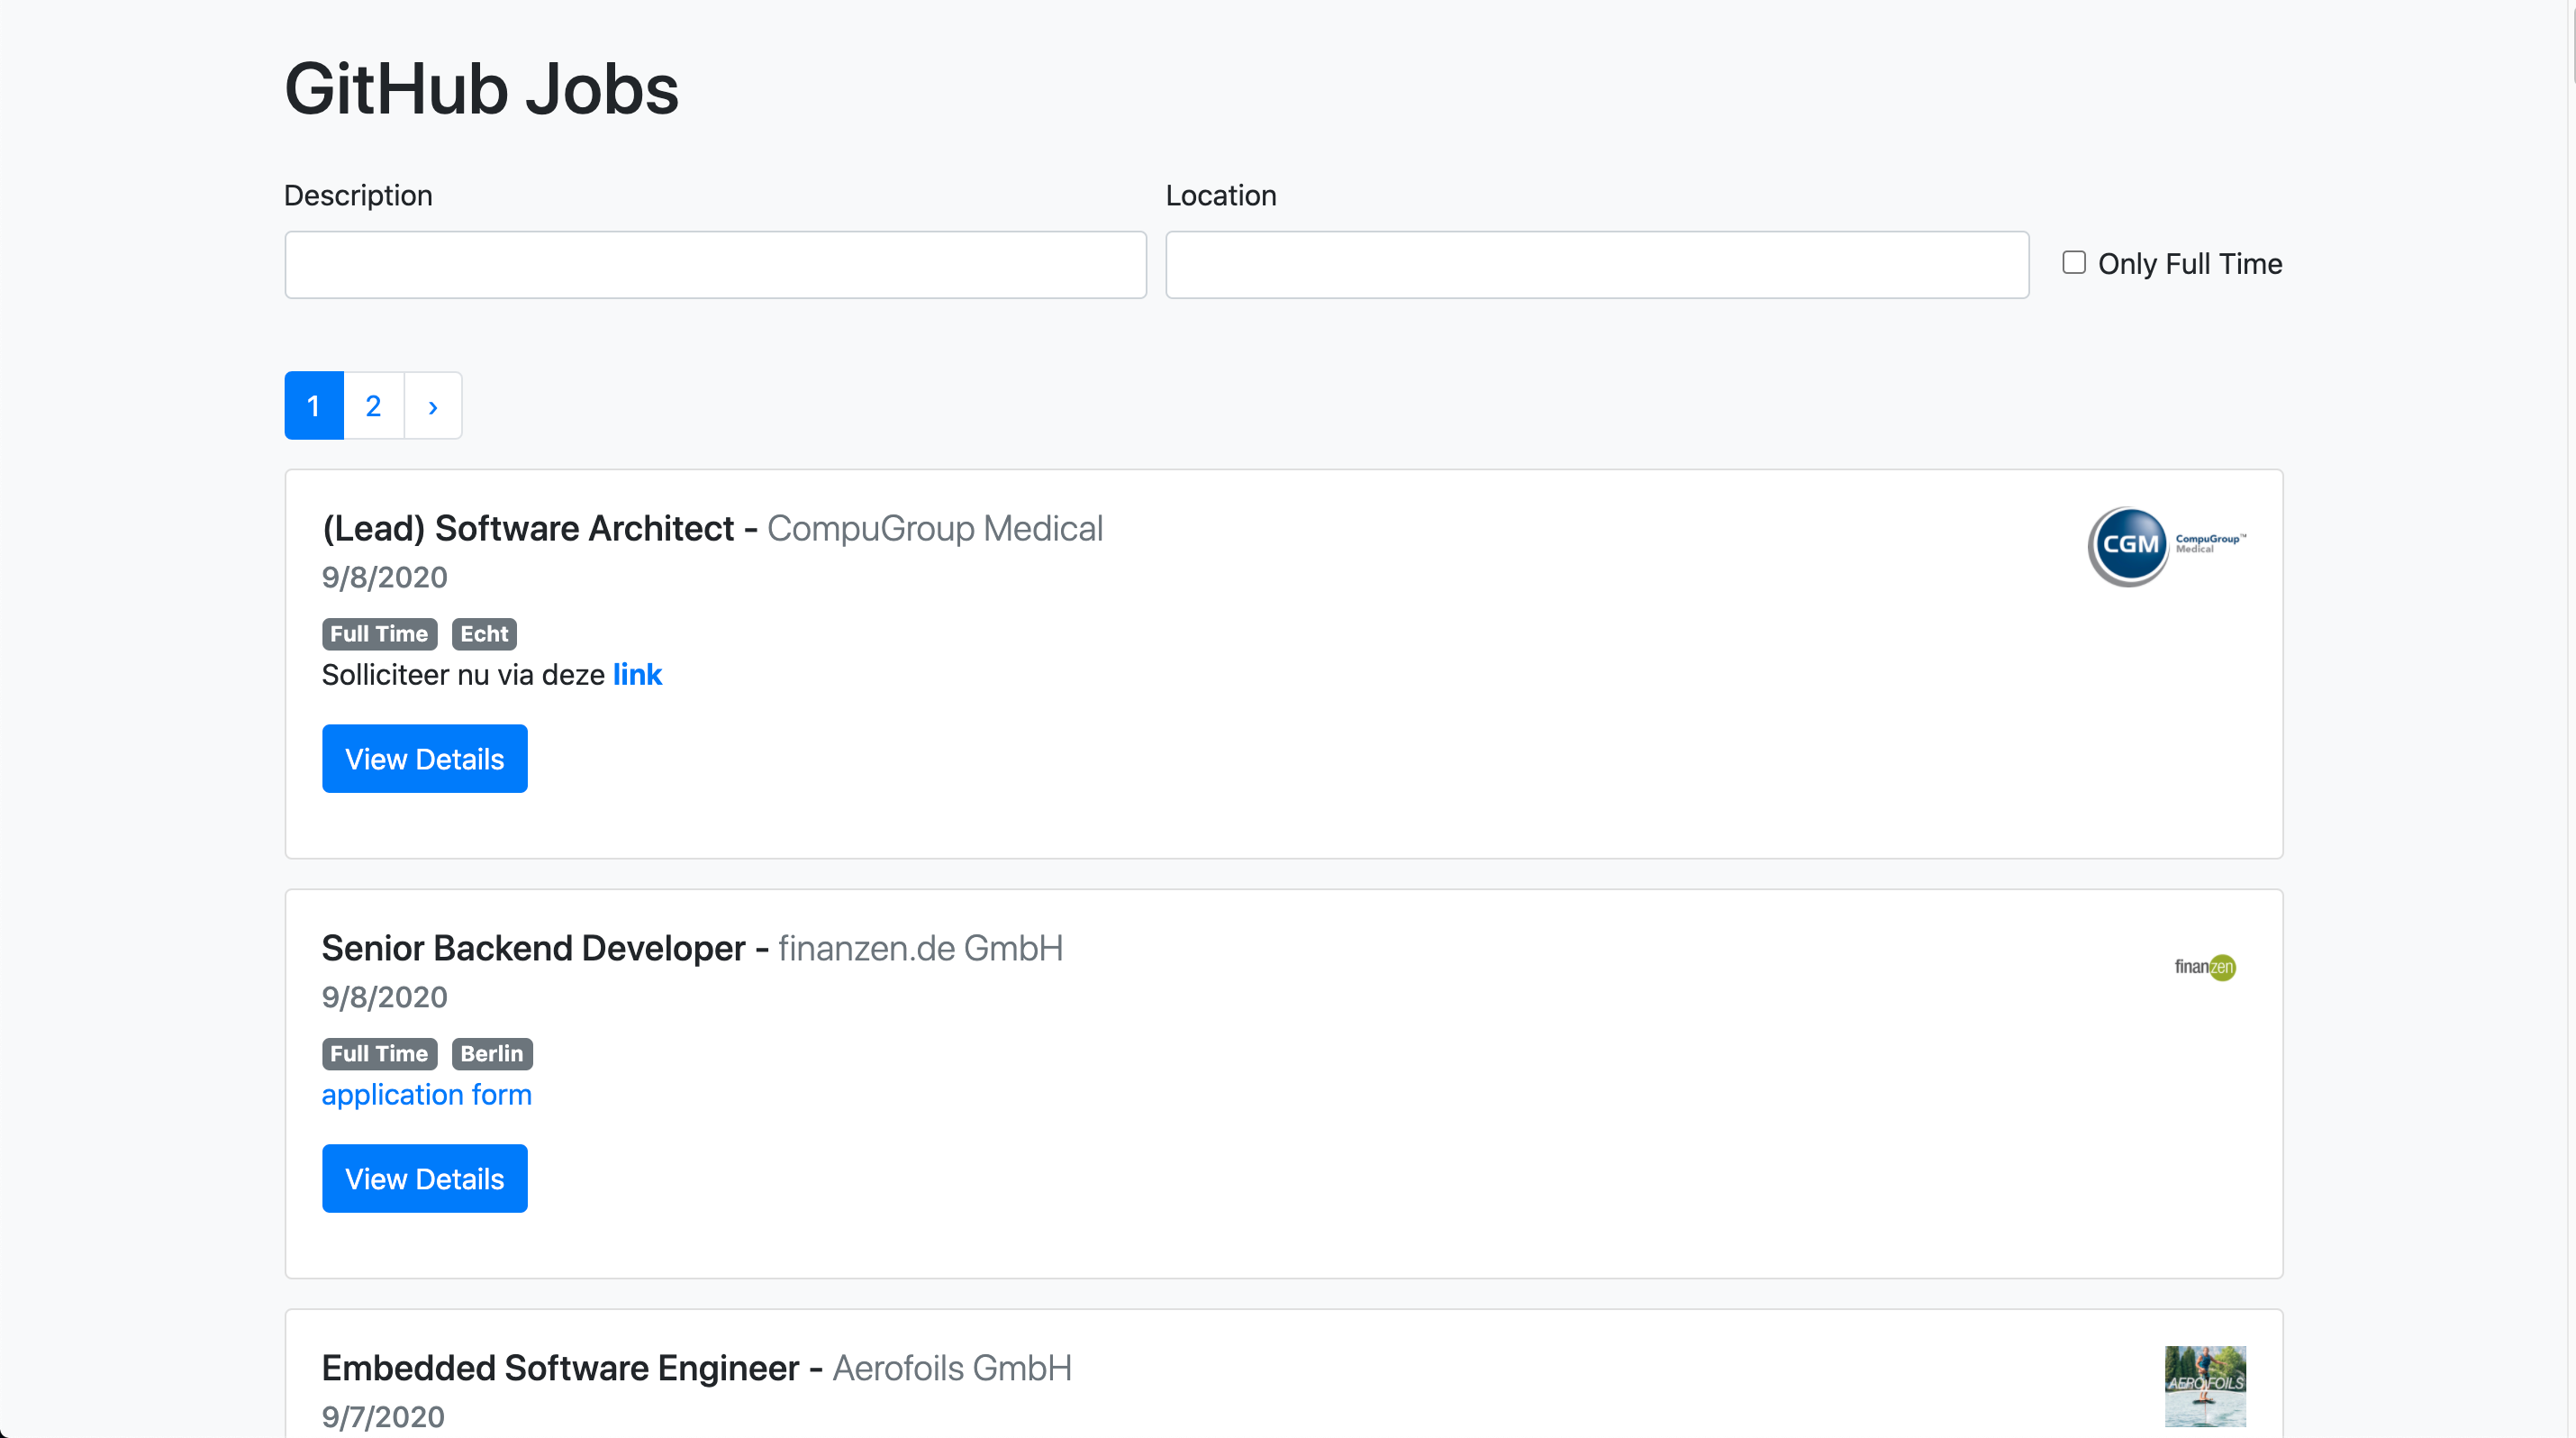 GitHub Jobs
Description
Location
Only Full Time
1 2 ›
(Lead) Software Architect - CompuGroup Medical
CGM CompuGroup™
Medical
9/8/2020
Full Time Echt
Solliciteer nu via deze link
View Details
Senior Backend Developer - finanzen.de GmbH
finanzen
9/8/2020
Full Time Berlin
application form
View Details
Embedded Software Engineer - Aerofoils GmbH
AEROFOILS
9/7/2020